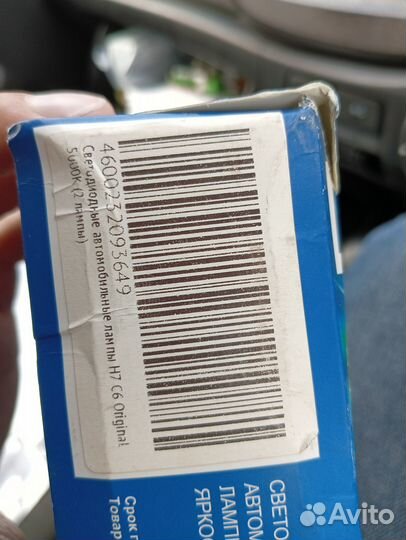 4600232093649
Светодиодные автомобильные лампы H7 C6 Original
5000K (2 лампы)
СВЕТО
АВТОМ
ЛАМП
ЯРКО
Срок г
Товар
Avito